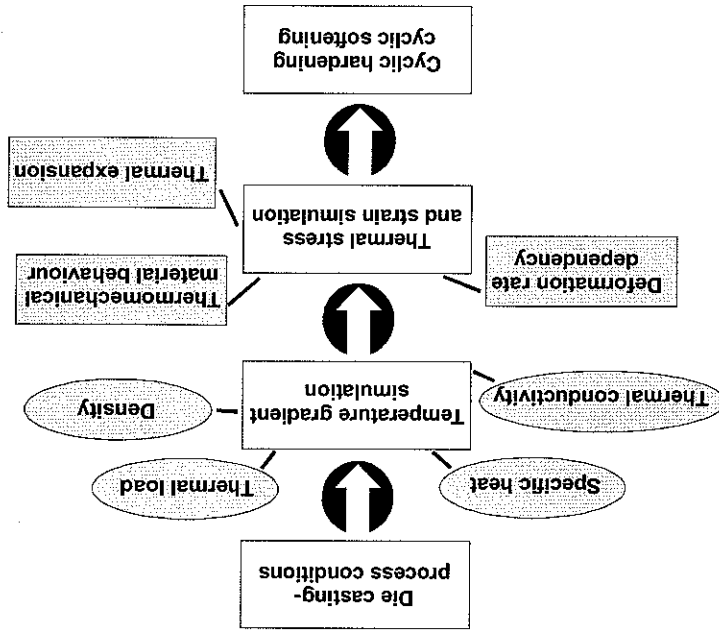 Die casting-
process conditions
Specific heat
Thermal load
Thermal conductivity
Temperature gradient
simulation
Density
Deformation rate
dependency
Thermomechanical
material behaviour
Thermal stress
and strain simulation
Thermal expansion
Cyclic hardening
cyclic softening